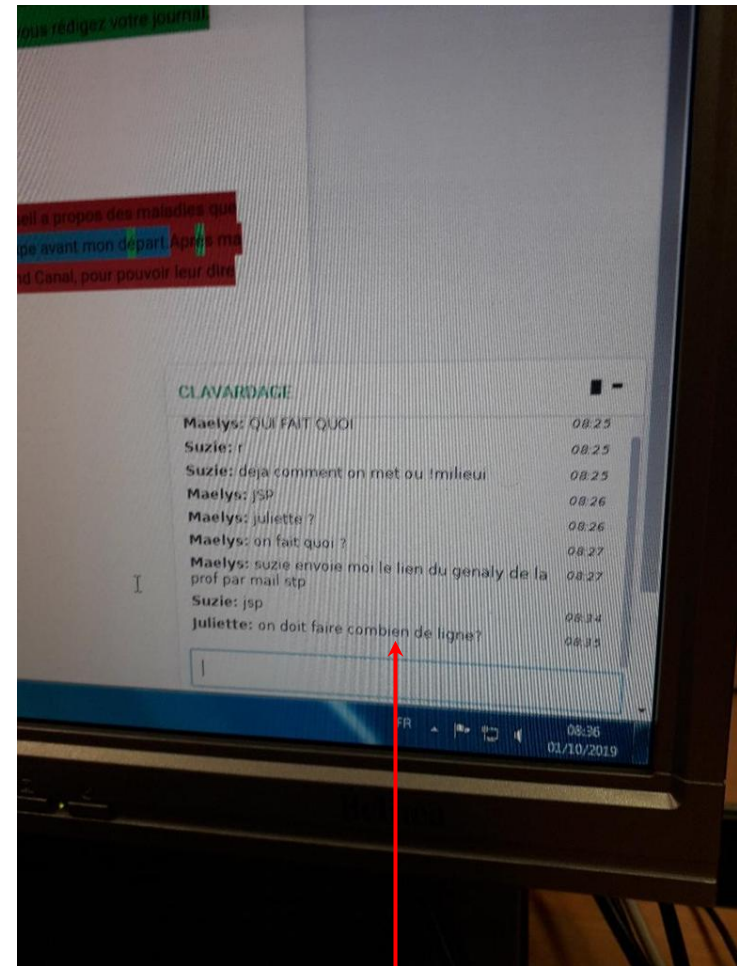 vous rédigez votre journal.
seil a propos des maladies que
pe avant mon départ.Après ma
nd Canal, pour pouvoir leur dire
CLAVARDAGE
Maelys: QUI FAIT QUOI 08:25
Suzie: r 08:25
Suzie: deja comment on met ou !milieui 08:25
Maelys: jSP 08:26
Maelys: juliette ? 08:26
Maelys: on fait quoi ? 08:27
Maelys: suzie envoie moi le lien du genaly de la 08:27
prof par mail stp
Suzie: jsp 08:34
Juliette: on doit faire combien de ligne? 08:35
FR 08:36
01/10/2019